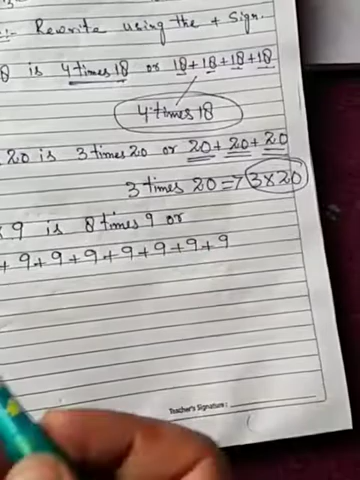 :- Rewrite using the + Sign.
8 is 4 times 18 or 18+18+18+18
4 times 18
20 is 3 times 20 or 20+20+20
3 times 20 => 3×20
× 9 is 8 times 9 or
+ 9+9+9+9+9+9+9
Teacher's Signature: